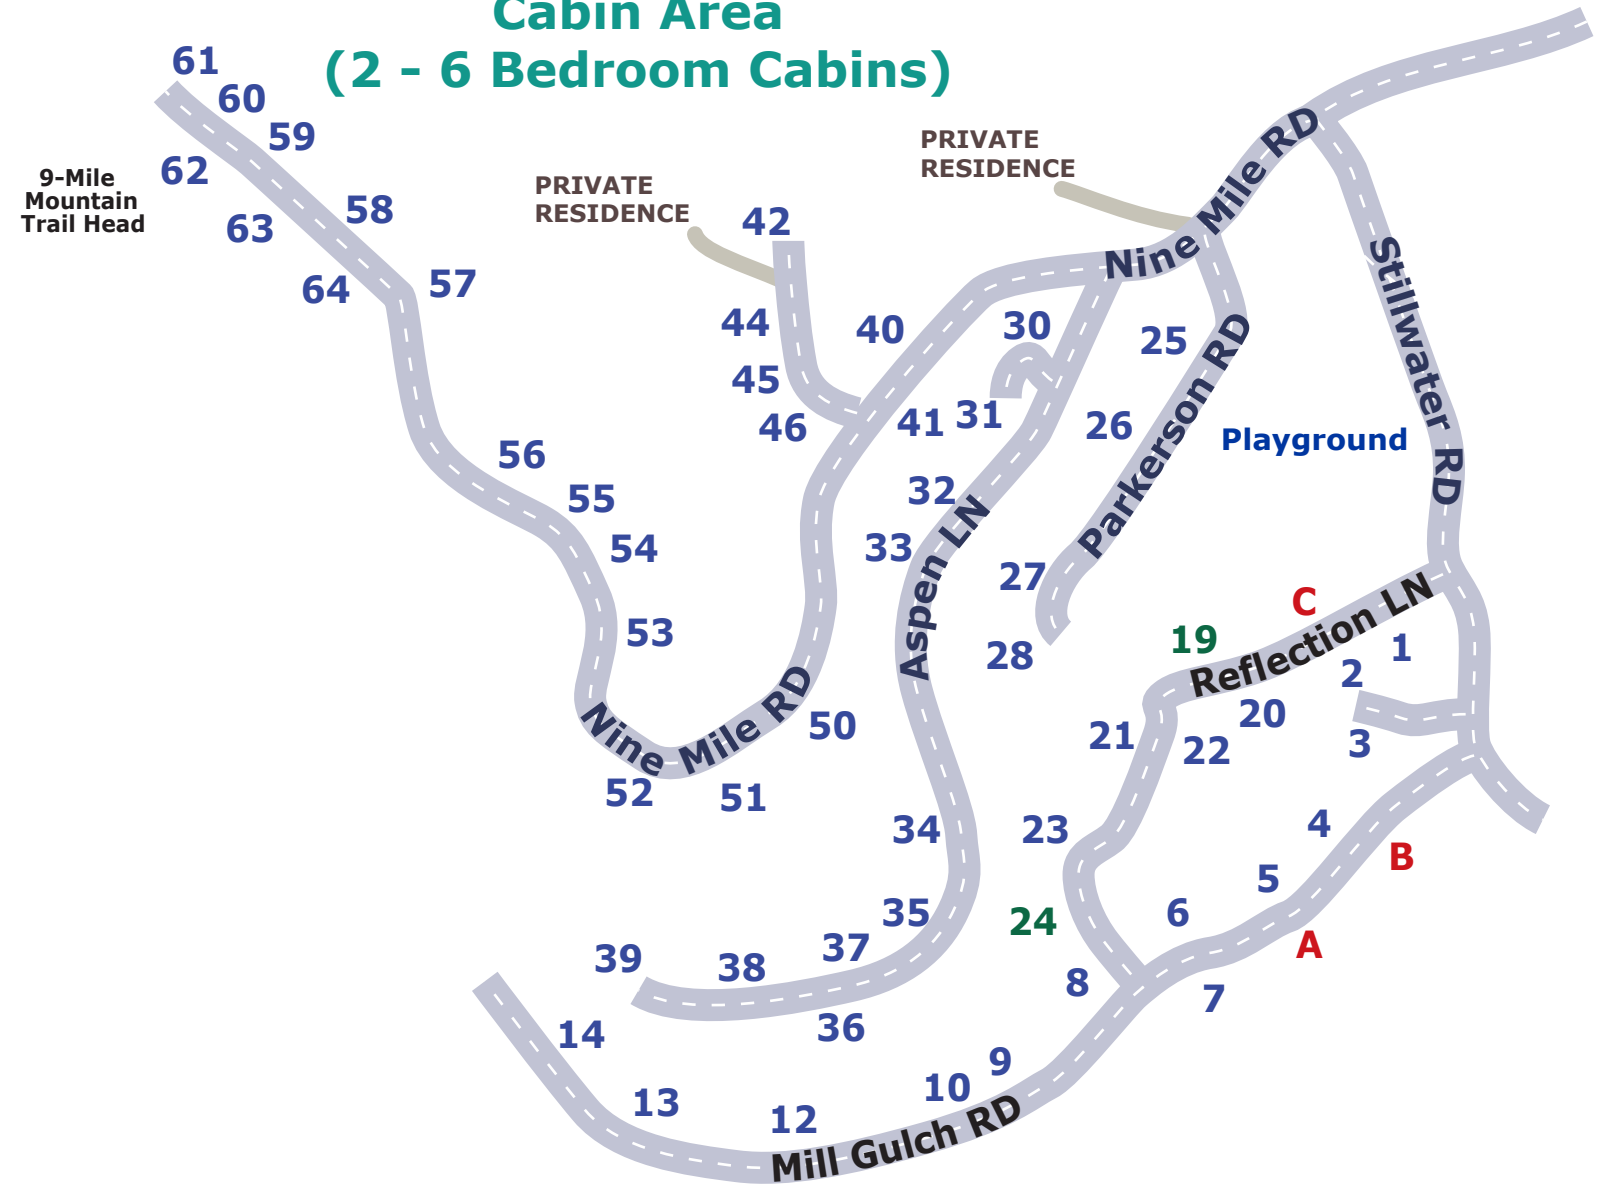 Cabin Area
(2 - 6 Bedroom Cabins)
61
60
59
62
9-Mile
Mountain
Trail Head
63
58
64
57
PRIVATE
RESIDENCE
PRIVATE
RESIDENCE
42
44
45
46
40
41
30
31
32
33
25
26
27
28
Nine Mile RD
Parkerson RD
Stillwater RD
Playground
Aspen LN
56
55
54
53
50
51
52
Nine Mile RD
C
19
Reflection LN
1
2
3
20
21
22
23
24
4
5
6
B
A
7
8
34
35
37
38
39
36
14
13
12
10
9
Mill Gulch RD